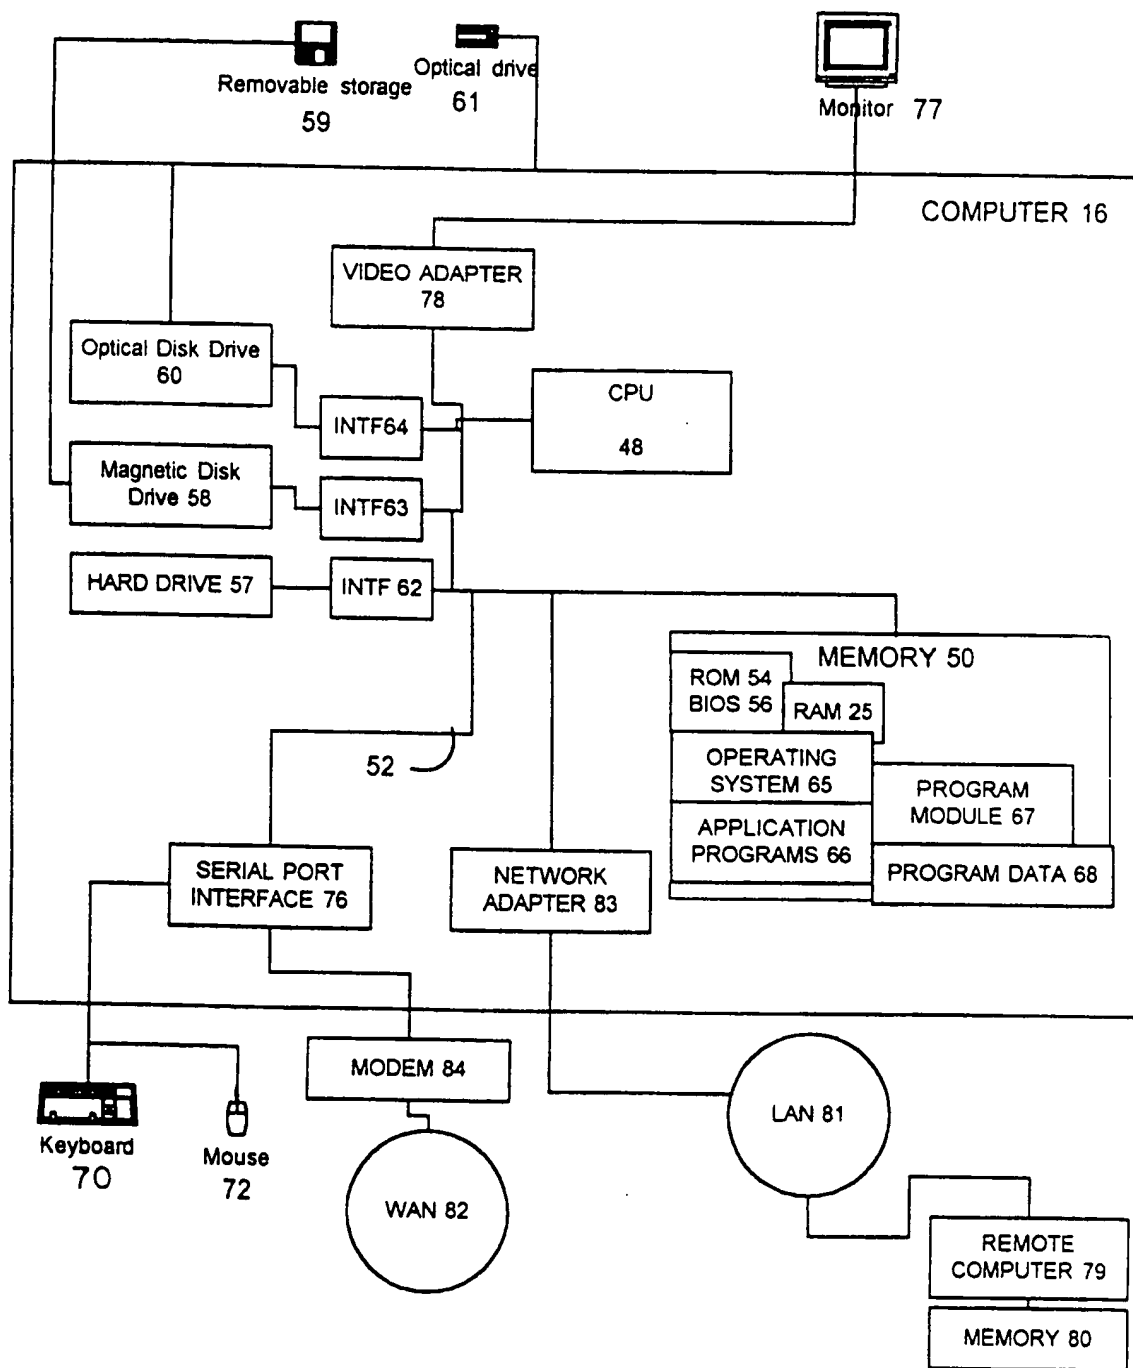 Removable storage
59
Optical drive
61
Monitor 77
COMPUTER 16
VIDEO ADAPTER
78
Optical Disk Drive
60
INTF64
CPU
48
Magnetic Disk
Drive 58
INTF63
HARD DRIVE 57
INTF 62
MEMORY 50
ROM 54
BIOS 56
RAM 25
OPERATING
SYSTEM 65
PROGRAM
MODULE 67
APPLICATION
PROGRAMS 66
PROGRAM DATA 68
52
SERIAL PORT
INTERFACE 76
NETWORK
ADAPTER 83
MODEM 84
LAN 81
Keyboard
70
Mouse
72
WAN 82
REMOTE
COMPUTER 79
MEMORY 80